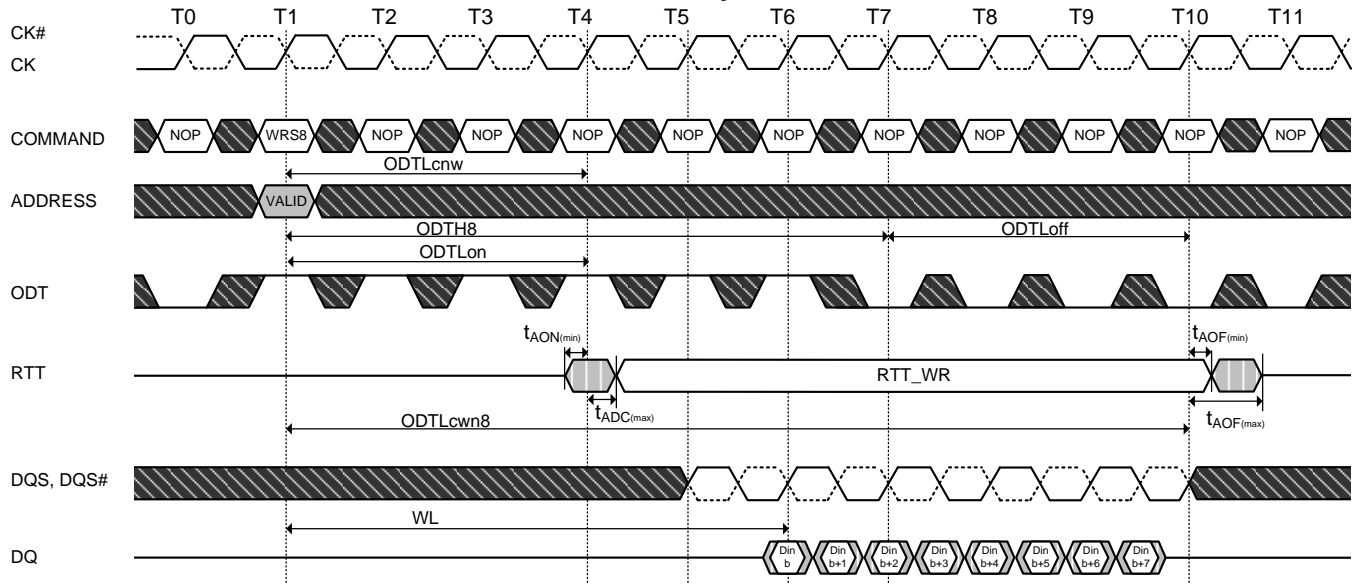 T0 T1 T2 T3 T4 T5 T6 T7 T8 T9 T10 T11
CK#
CK
COMMAND NOP WRS8 NOP NOP NOP NOP NOP NOP NOP NOP NOP NOP
ODTLcnw
ADDRESS VALID
ODTH8 ODTLoff
ODTLon
ODT
tAON(min) tAOF(min)
RTT RTT_WR
tADC(max) tAOF(max)
ODTLcwn8
DQS, DQS#
WL
DQ Din b Din b+1 Din b+2 Din b+3 Din b+4 Din b+5 Din b+6 Din b+7